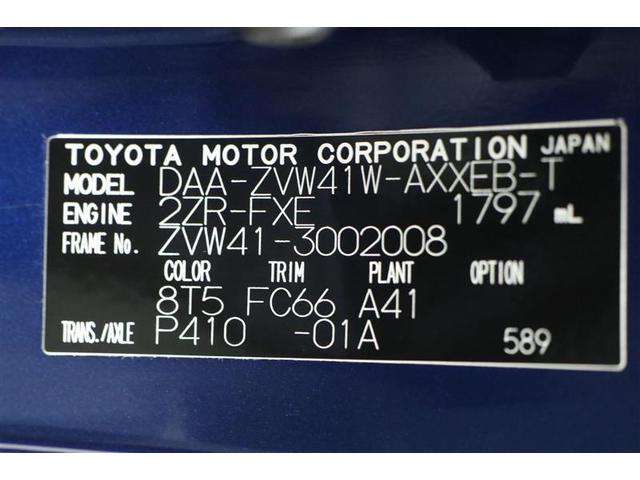 TOYOTA MOTOR CORPORATION JAPAN
MODEL DAA-ZVW41W-AXXEB-T
ENGINE 2ZR-FXE 1797 mL
FRAME No. ZVW41-3002008
COLOR TRIM PLANT OPTION
8T5 FC66 A41
TRANS./AXLE P410 -01A 589